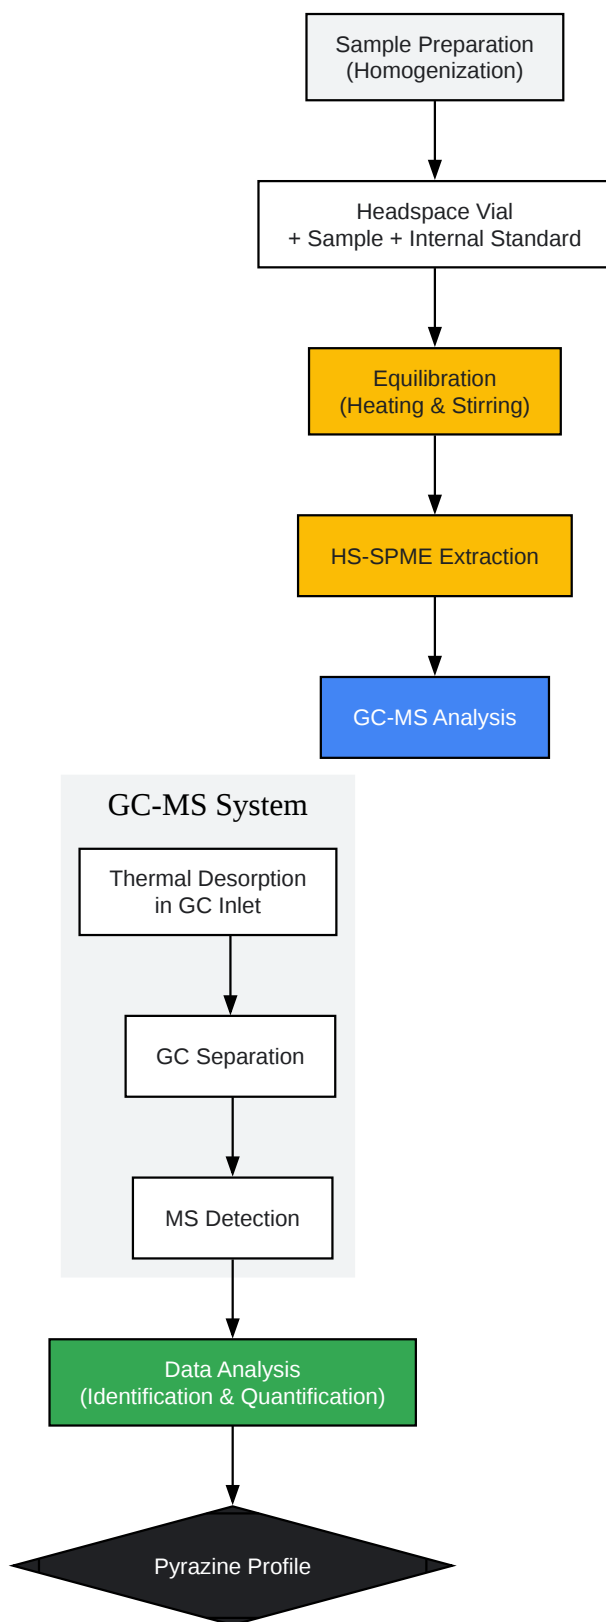 Sample Preparation
(Homogenization)
Headspace Vial
+ Sample + Internal Standard
Equilibration
(Heating & Stirring)
HS-SPME Extraction
GC-MS Analysis
GC-MS System
Thermal Desorption
in GC Inlet
GC Separation
MS Detection
Data Analysis
(Identification & Quantification)
Pyrazine Profile